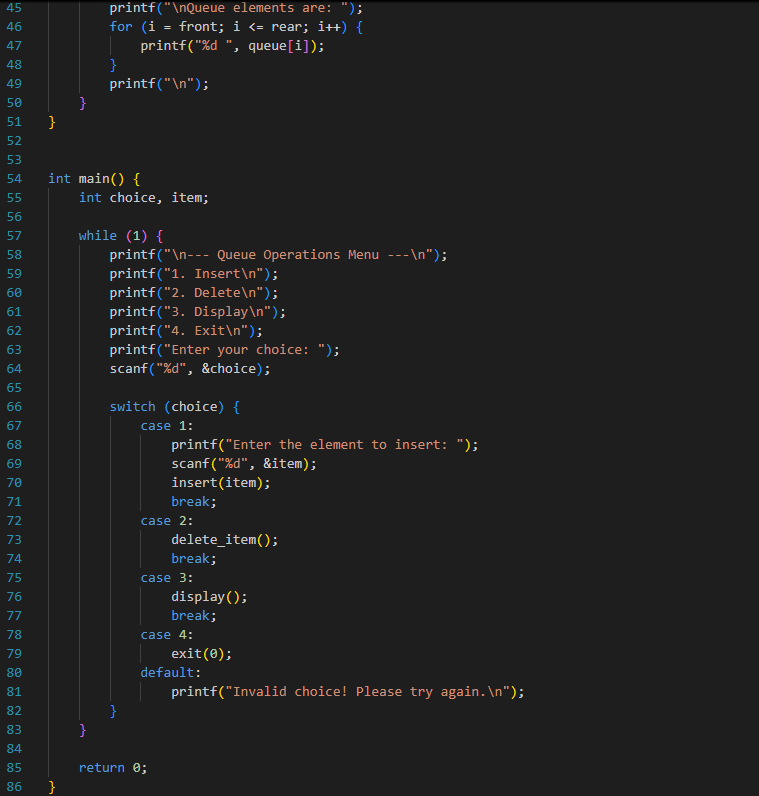 45 printf("\nQueue elements are: ");
46 for (i = front; i <= rear; i++) {
47 printf("%d ", queue[i]);
48 }
49 printf("\n");
50 }
51 }
52
53
54 int main() {
55 int choice, item;
56
57 while (1) {
58 printf("\n--- Queue Operations Menu ---\n");
59 printf("1. Insert\n");
60 printf("2. Delete\n");
61 printf("3. Display\n");
62 printf("4. Exit\n");
63 printf("Enter your choice: ");
64 scanf("%d", &choice);
65
66 switch (choice) {
67 case 1:
68 printf("Enter the element to insert: ");
69 scanf("%d", &item);
70 insert(item);
71 break;
72 case 2:
73 delete_item();
74 break;
75 case 3:
76 display();
77 break;
78 case 4:
79 exit(0);
80 default:
81 printf("Invalid choice! Please try again.\n");
82 }
83 }
84
85 return 0;
86 }